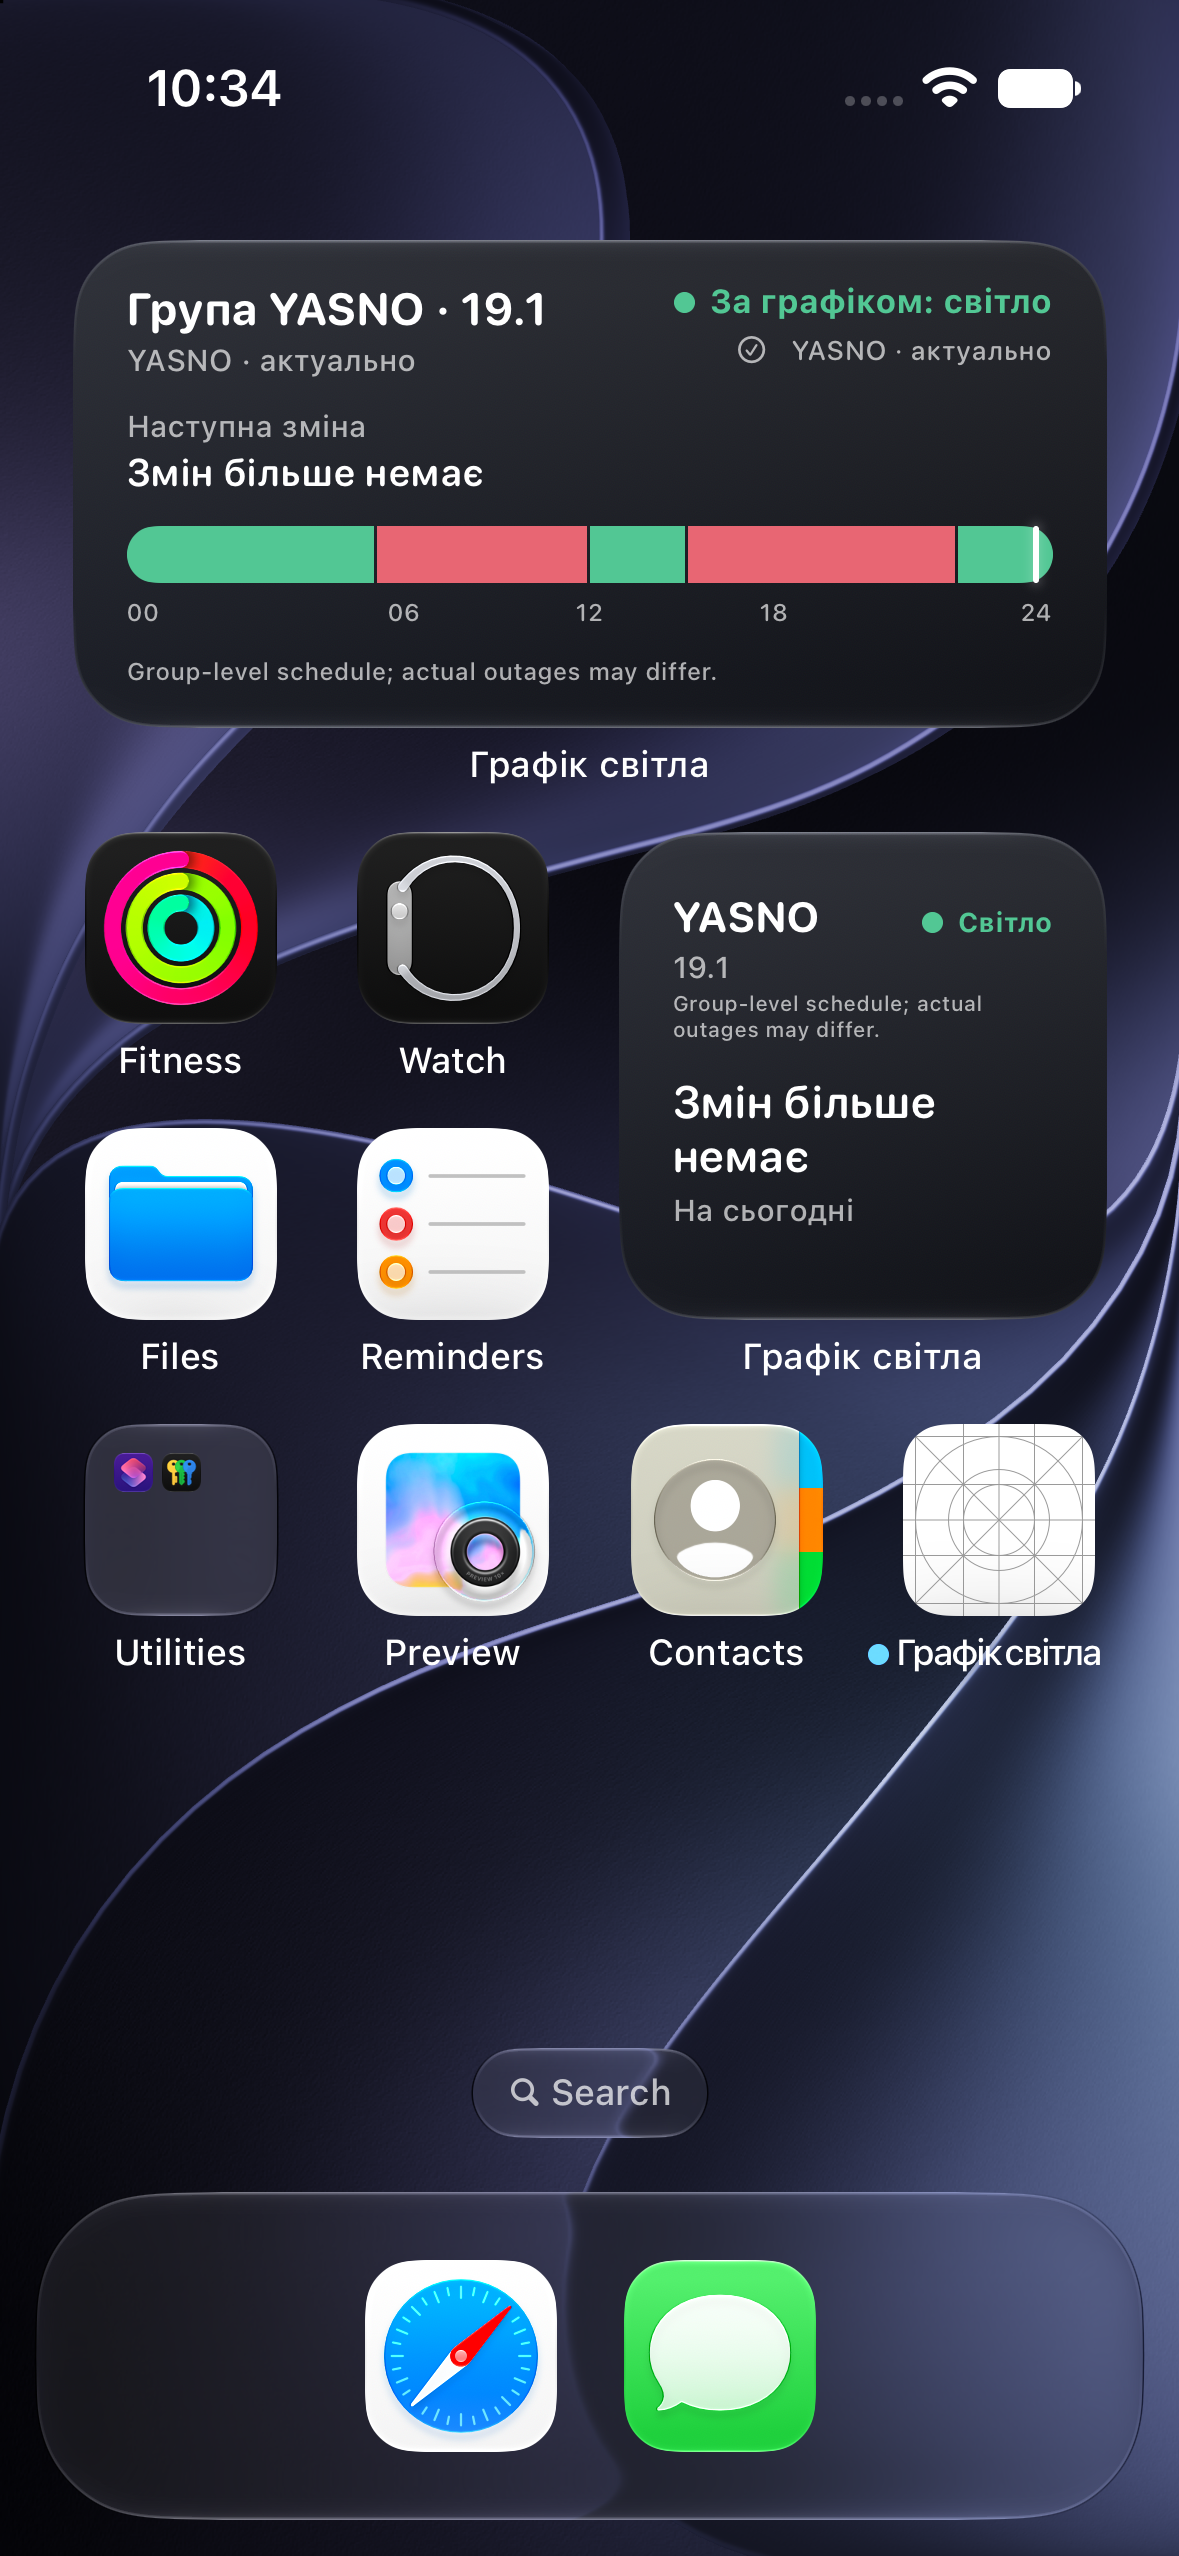 10:34
Група YASNO · 19.1
За графіком: світло
YASNO · актуально
YASNO · актуально
Наступна зміна
Змін більше немає
00 06 12 18 24
Group-level schedule; actual outages may differ.
Графік світла
Fitness
Watch
YASNO
Світло
19.1
Group-level schedule; actual
outages may differ.
Змін більше
немає
На сьогодні
Files
Reminders
Графік світла
Utilities
Preview
Contacts
Графік світла
Search